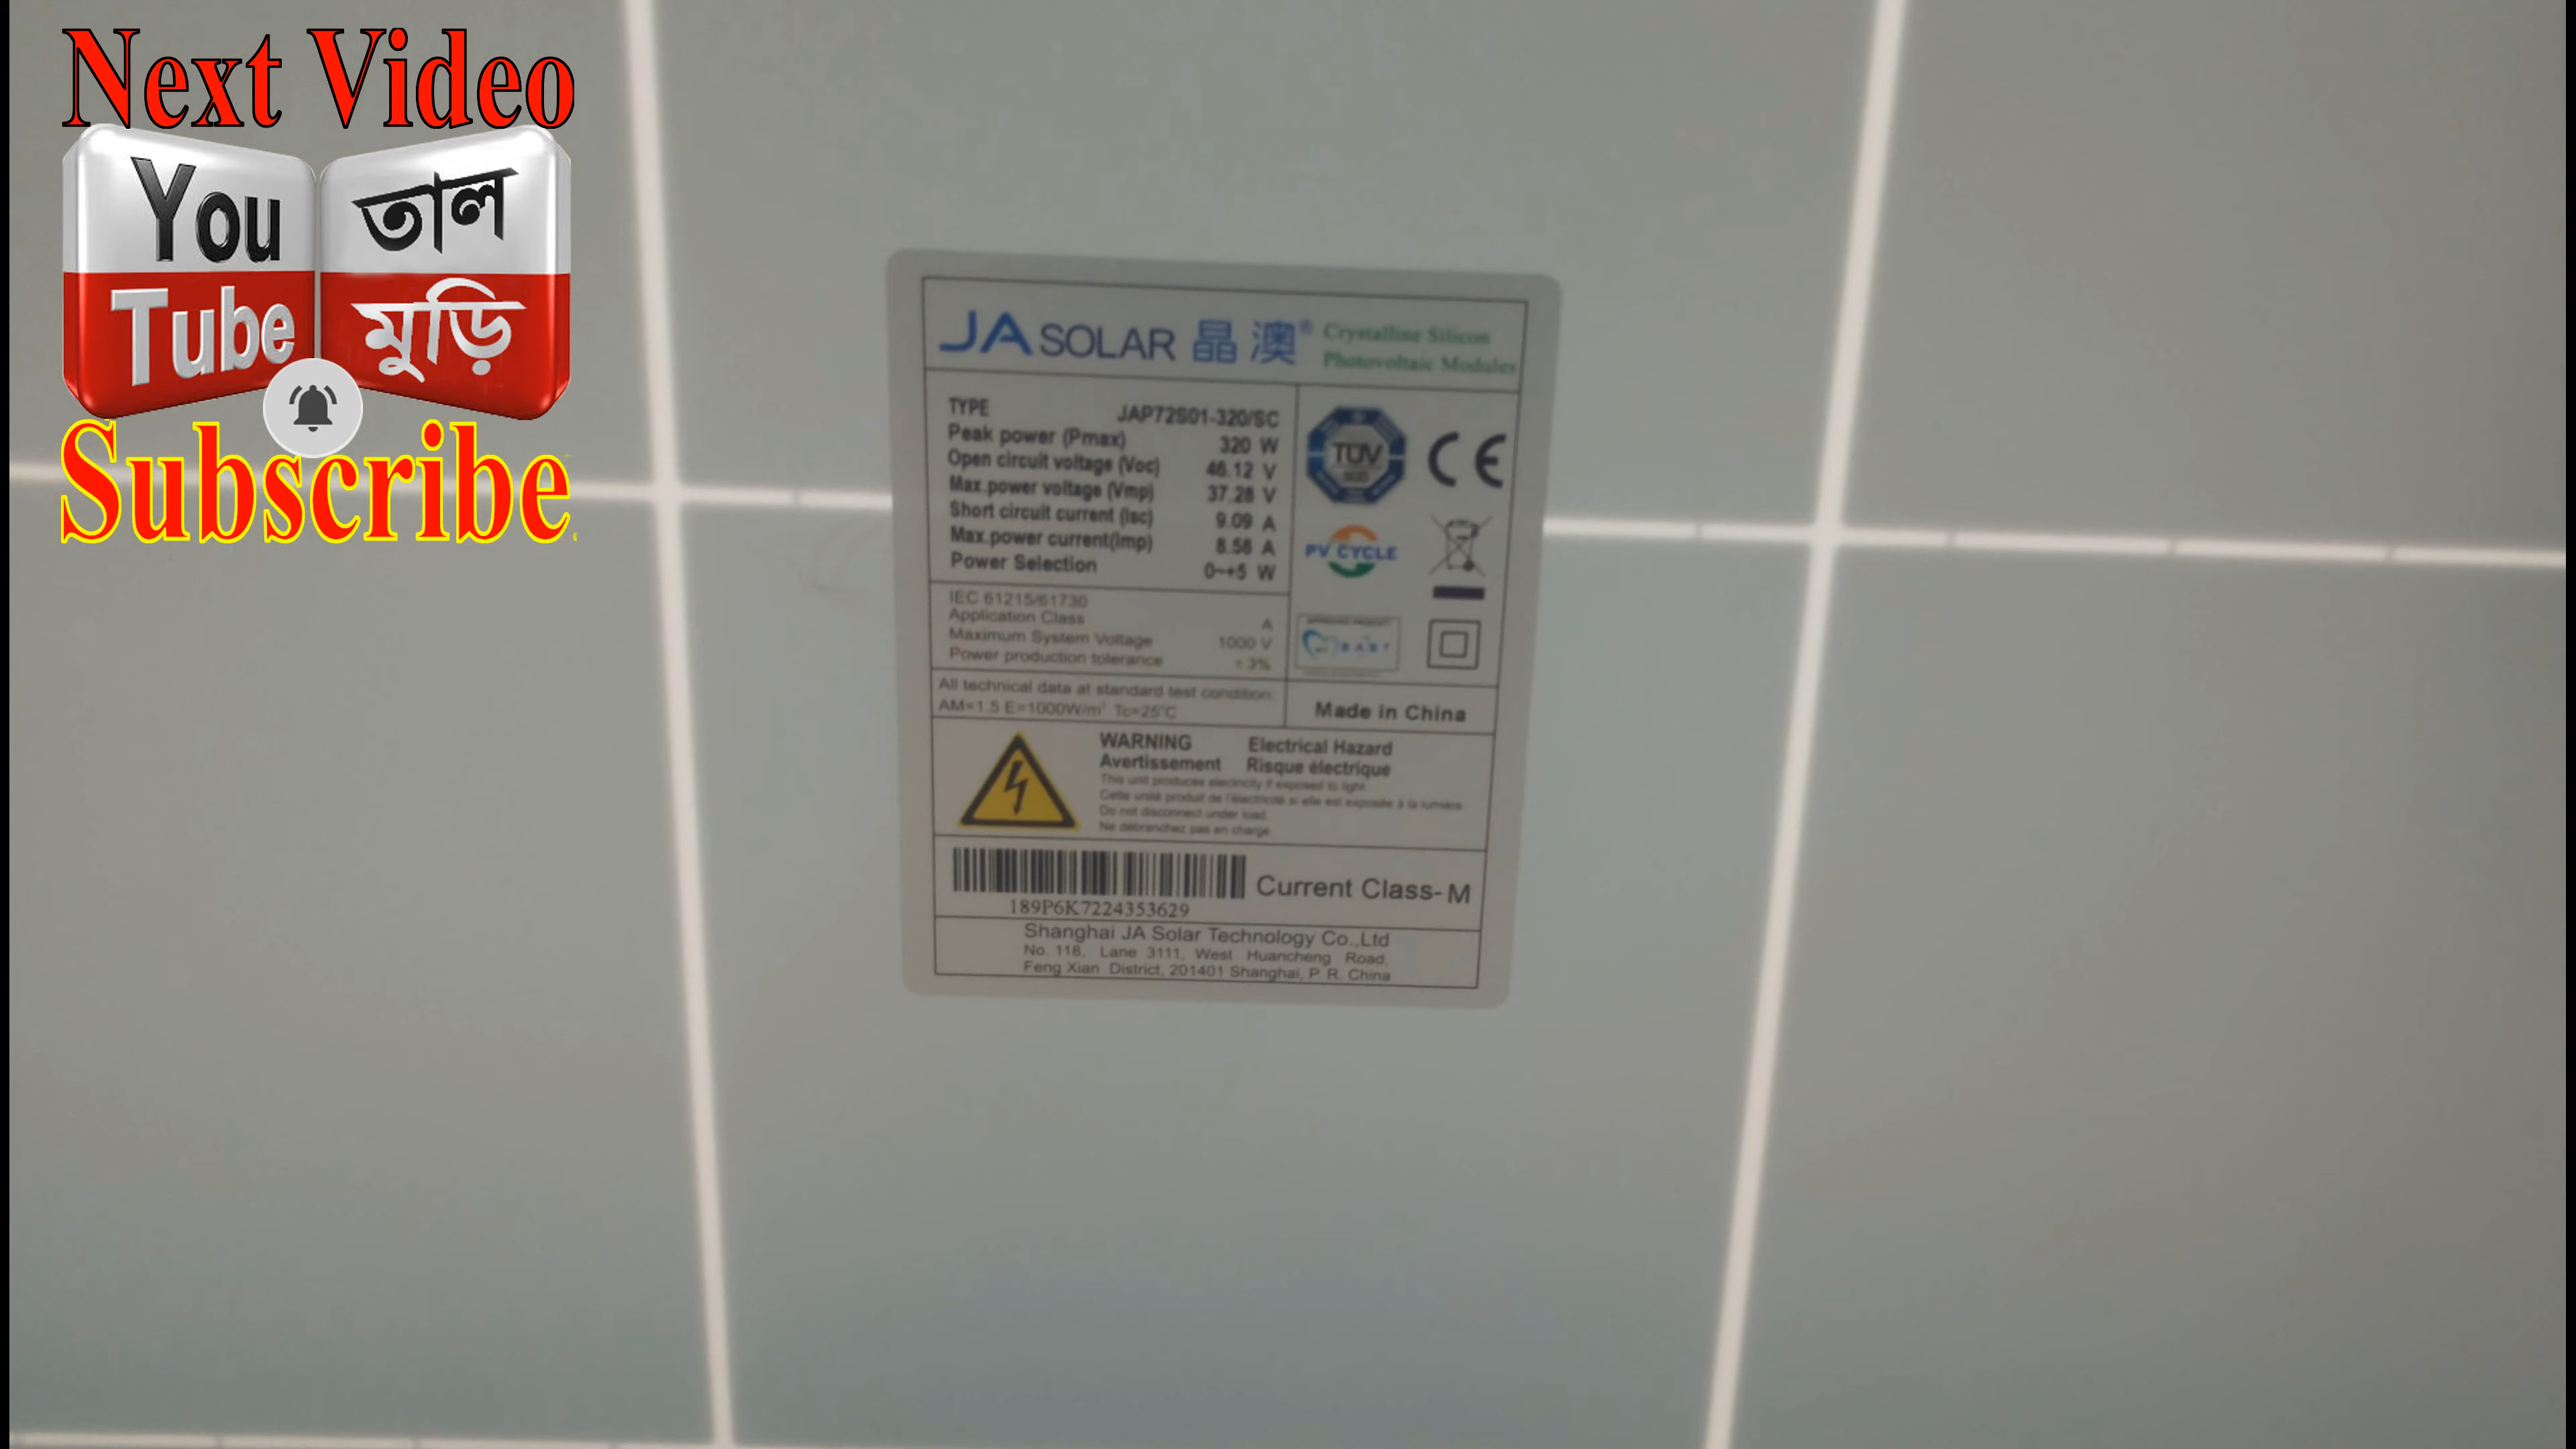 Next Video
You
Tube
তাল
মুড়ি
Subscribe
JA SOLAR 晶澳® Crystalline Silicon
Photovoltaic Modules
TYPE JAP72S01-320/SC
Peak power (Pmax) 320 W
Open circuit voltage (Voc) 46.12 V
Max.power voltage (Vmp) 37.28 V
Short circuit current (Isc) 9.09 A
Max.power current(Imp) 8.58 A
Power Selection 0~+5 W
TÜV
CE
PV CYCLE
IEC 61215/61730
Application Class A
Maximum System Voltage 1000 V
Power production tolerance ±3%
BABT
All technical data at standard test condition:
AM=1.5 E=1000W/m² Tc=25°C
Made in China
WARNING Electrical Hazard
Avertissement Risque électrique
This unit produces electricity if exposed to light.
Cette unité produit de l'électricité si elle est exposée à la lumière
Do not disconnect under load.
Ne débranchez pas en charge.
189P6K7224353629
Current Class- M
Shanghai JA Solar Technology Co.,Ltd
No. 118, Lane 3111, West Huancheng Road,
Feng Xian District, 201401 Shanghai, P. R. China